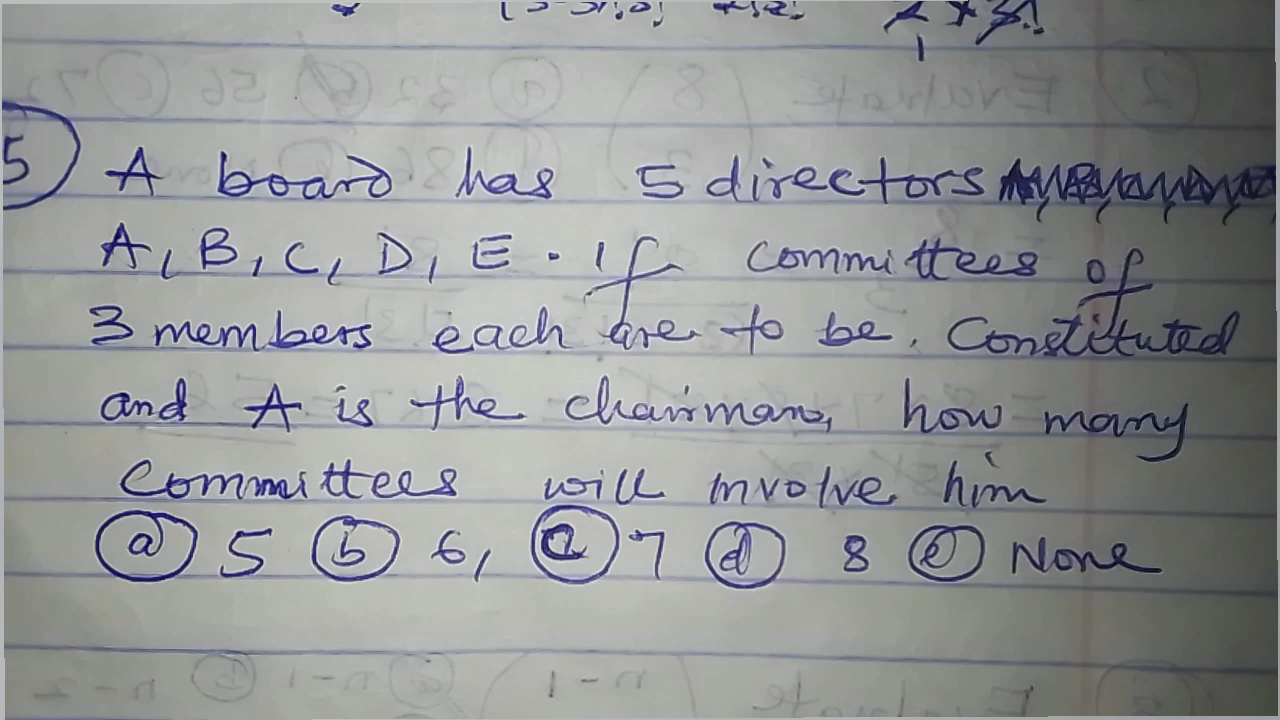 5 A board has 5 directors
A, B, C, D, E. If committees of
3 members each are to be. Constituted
and A is the chairman, how many
Committees will involve him
(a) 5 (b) 6, (c) 7 (d) 8 (e) None